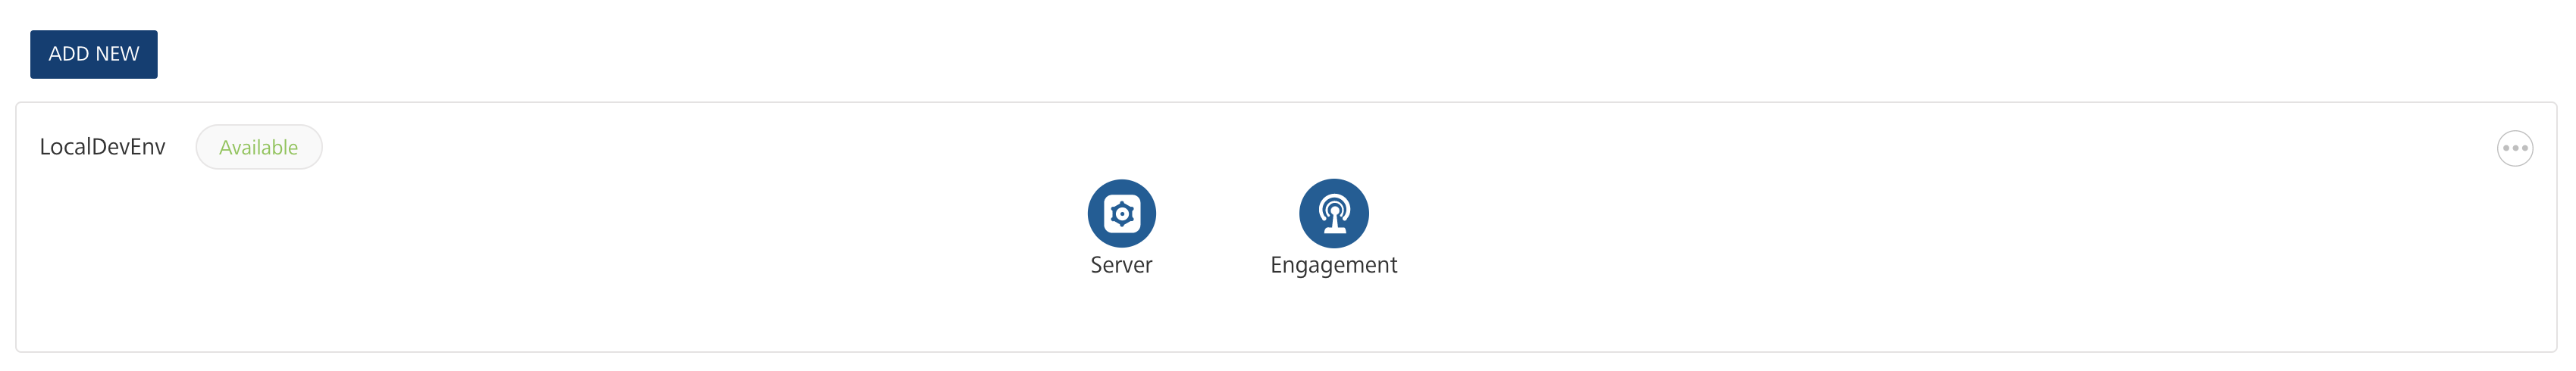 ADD NEW
LocalDevEnv
Available
Server
Engagement